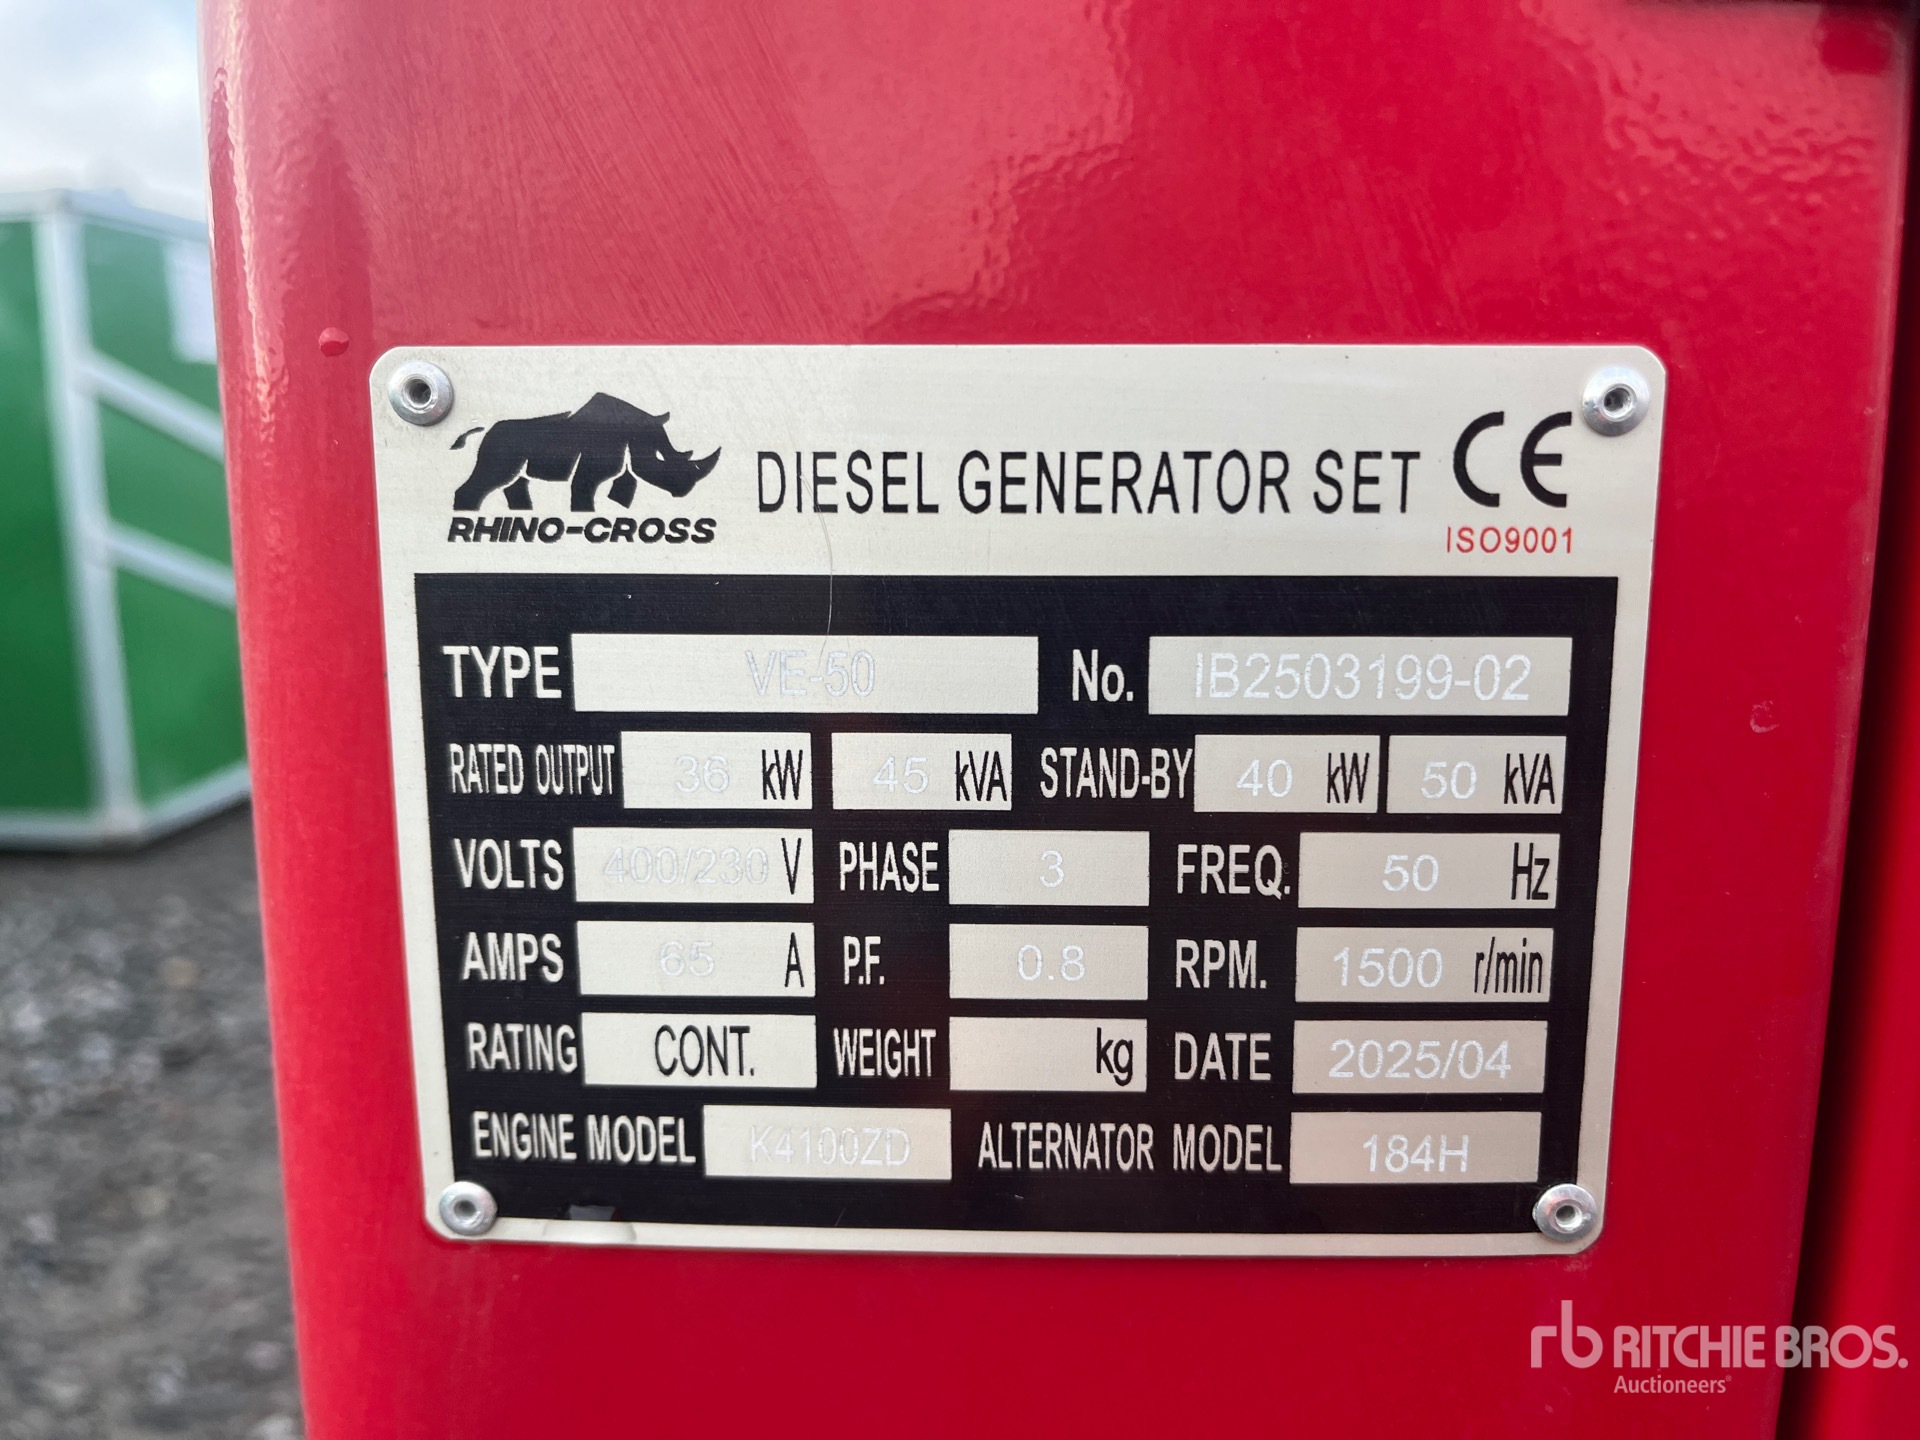 RHINO-CROSS
DIESEL GENERATOR SET CE
ISO9001
TYPE VE-50 No. IB2503199-02
RATED OUTPUT 36 kW 45 kVA STAND-BY 40 kW 50 kVA
VOLTS 400/230 V PHASE 3 FREQ. 50 Hz
AMPS 65 A P.F. 0.8 RPM. 1500 r/min
RATING CONT. WEIGHT kg DATE 2025/04
ENGINE MODEL K4100ZD ALTERNATOR MODEL 184H
rb RITCHIE BROS.
Auctioneers